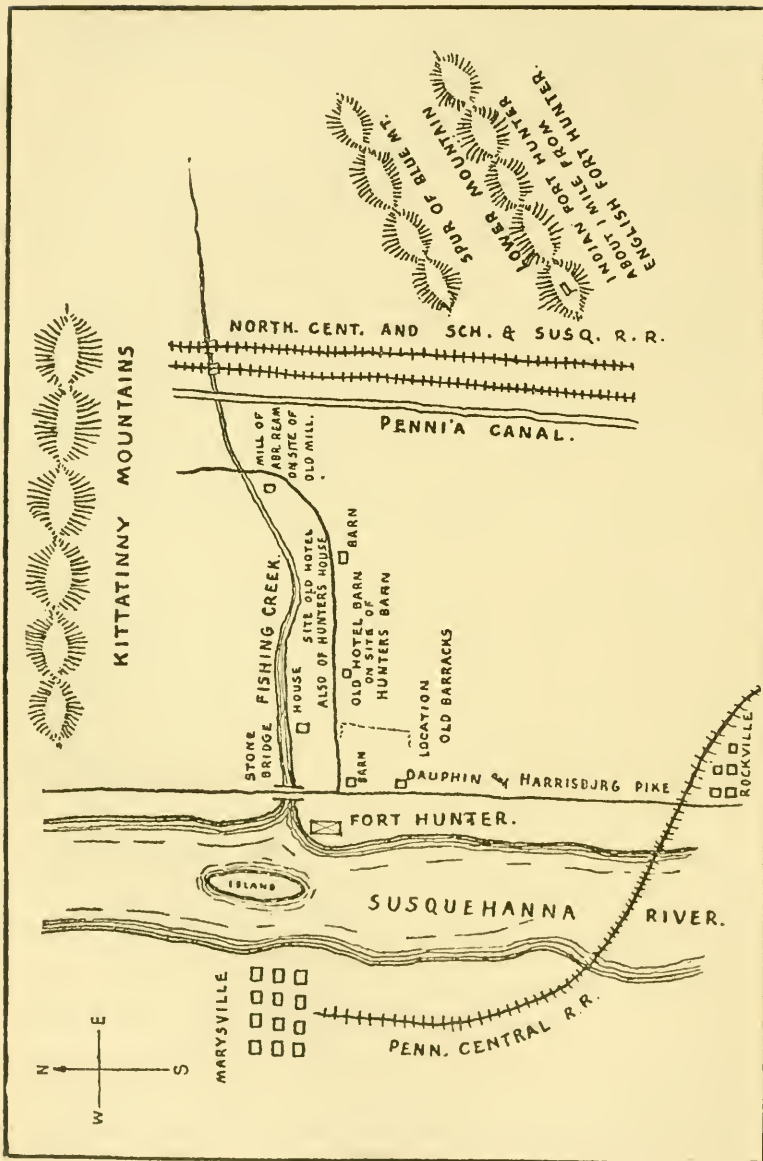 N
W E
S
KITTATINNY MOUNTAINS
SPUR OF BLUE MT.
LOWER MOUNTAIN
INDIAN FORT HUNTER
ABOUT 1 MILE FROM
ENGLISH FORT HUNTER.
NORTH. CENT. AND SCH. & SUSQ. R.R.
PENNI'A CANAL.
MILL OF
ABR. REAM
ON SITE OF
OLD MILL.
FISHING CREEK.
STONE
BRIDGE
HOUSE
SITE OLD HOTEL
ALSO OF HUNTERS HOUSE
BARN
OLD HOTEL BARN
ON SITE OF
HUNTERS BARN
LOCATION
OLD BARRACKS
BARN
DAUPHIN and HARRISBURG PIKE
ROCKVILLE
FORT HUNTER.
ISLAND
SUSQUEHANNA RIVER.
MARYSVILLE
PENN. CENTRAL R.R.